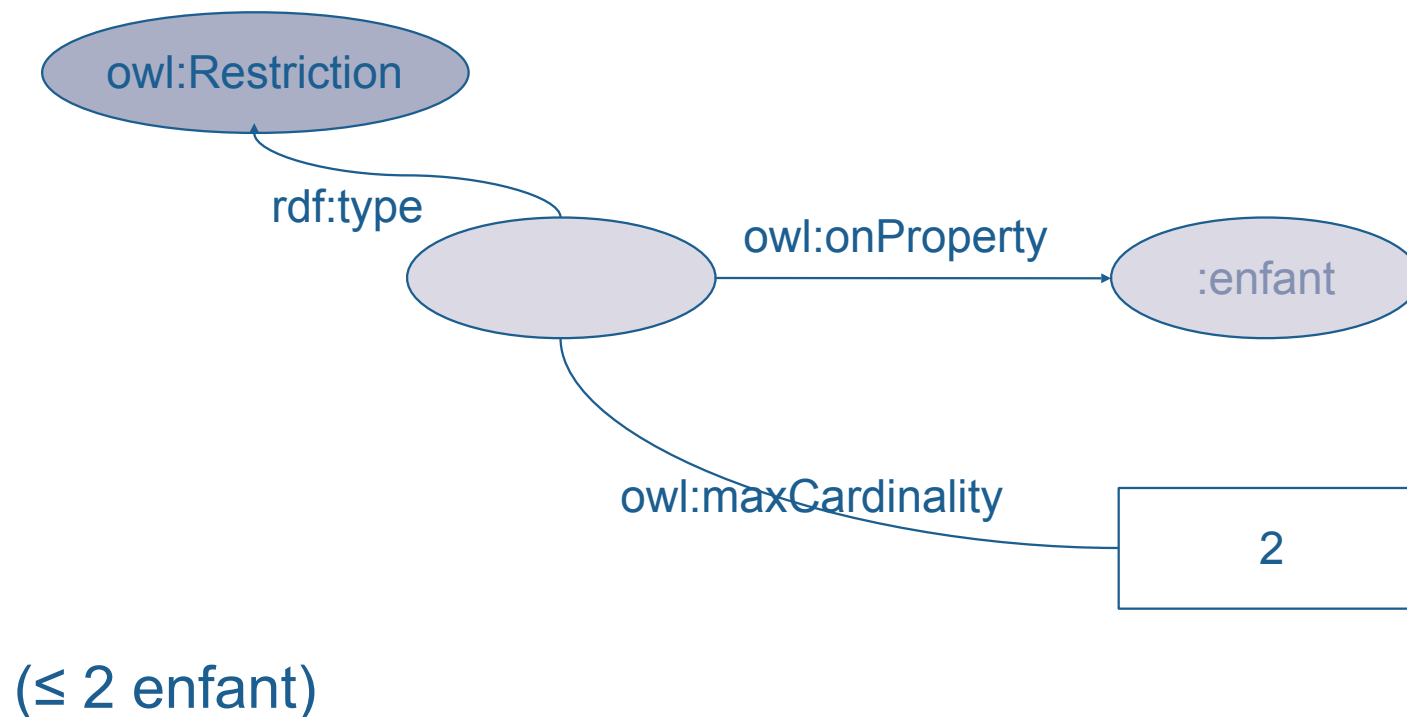 owl:Restriction
rdf:type
owl:onProperty
:enfant
owl:maxCardinality
2
(≤ 2 enfant)